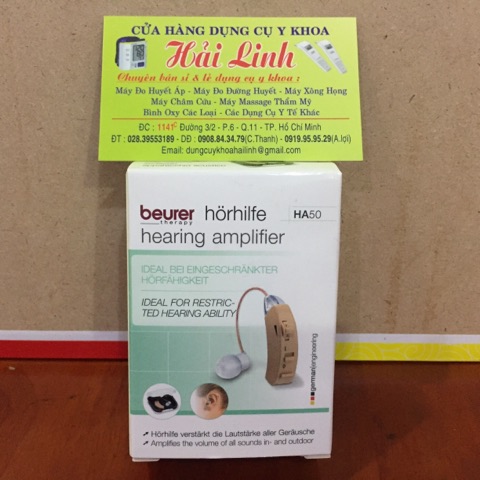 CỬA HÀNG DỤNG CỤ Y KHOA
Hải Linh
Chuyên bán sỉ & lẻ dụng cụ y khoa :
Máy Đo Huyết Áp - Máy Đo Đường Huyết - Máy Xông Họng
Máy Châm Cứu - Máy Massage Thẩm Mỹ
Bình Oxy Các Loại - Các Dụng Cụ Y Tế Khác
ĐC : 1141C Đường 3/2 - P.6 - Q.11 - TP. Hồ Chí Minh
ĐT : 028.39553189 - DĐ : 0908.84.34.79(C.Thanh) - 0919.95.95.29(A.lợi)
Email: dungcuykhoahailinh@gmail.com
beurer hörhilfe HA50
therapy
hearing amplifier
IDEAL BEI EINGESCHRÄNKTER
HÖRFÄHIGKEIT
IDEAL FOR RESTRIC-
TED HEARING ABILITY
germanengineering
• Hörhilfe verstärkt die Lautstärke aller Geräusche
• Amplifies the volume of all sounds in- and outdoor